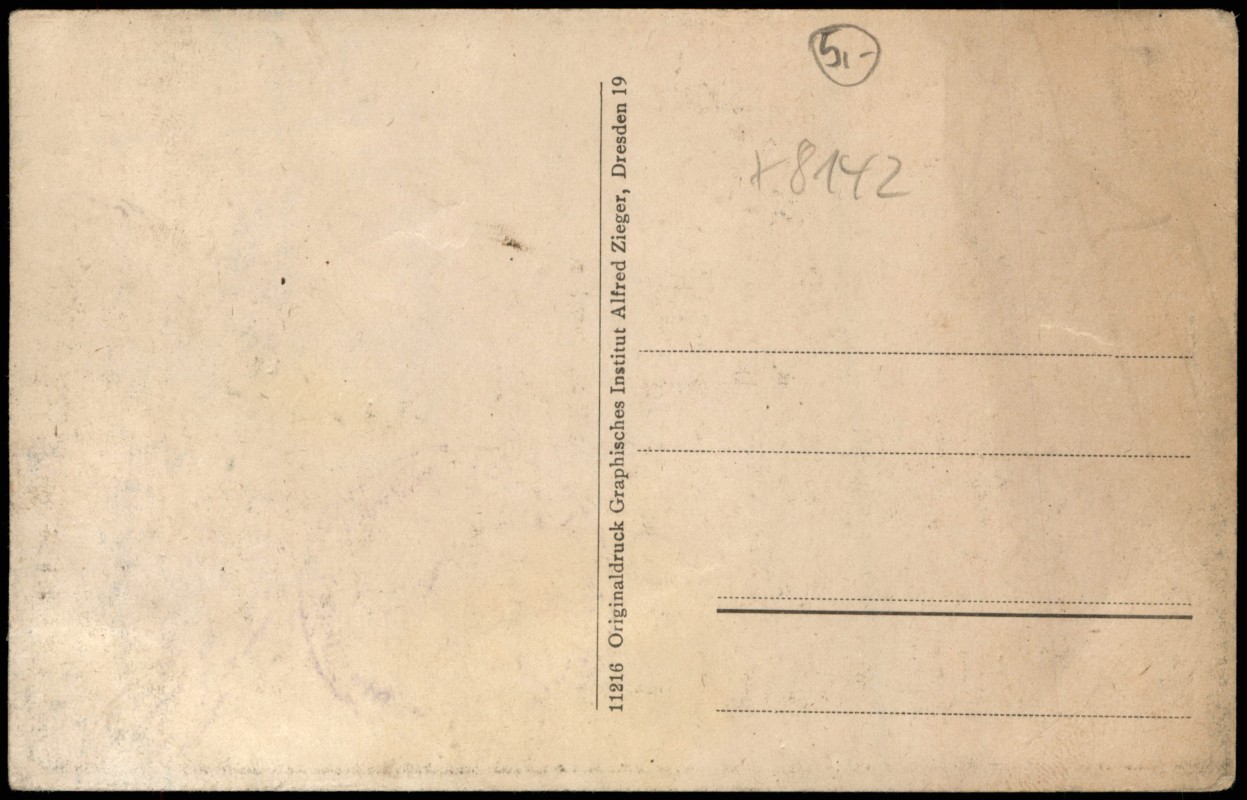 5,-
+ 8142
11216 Originaldruck Graphisches Institut Alfred Zieger, Dresden 19